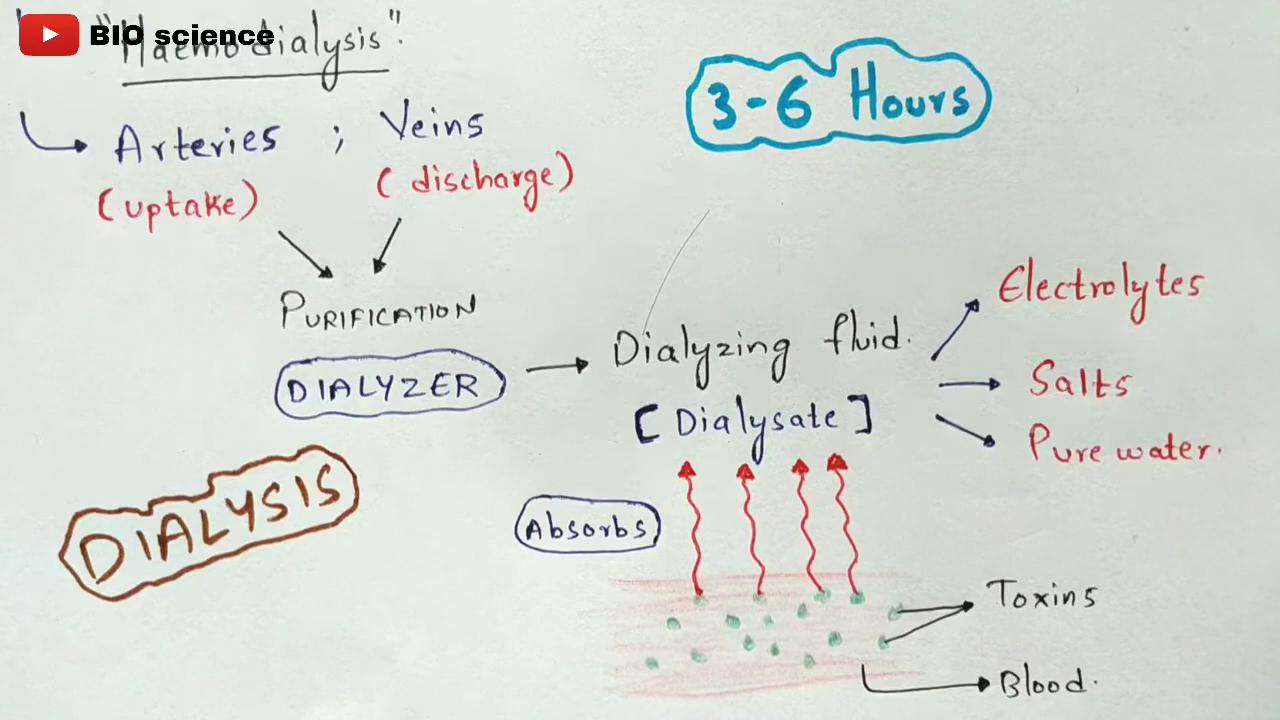 BIO science
"Haemodialysis".
Arteries ; Veins
(uptake) (discharge)
3-6 Hours
PURIFICATION
DIALYZER
Dialyzing fluid.
[Dialysate]
Electrolytes
Salts
Pure water.
DIALYSIS
Absorbs
Toxins
Blood.